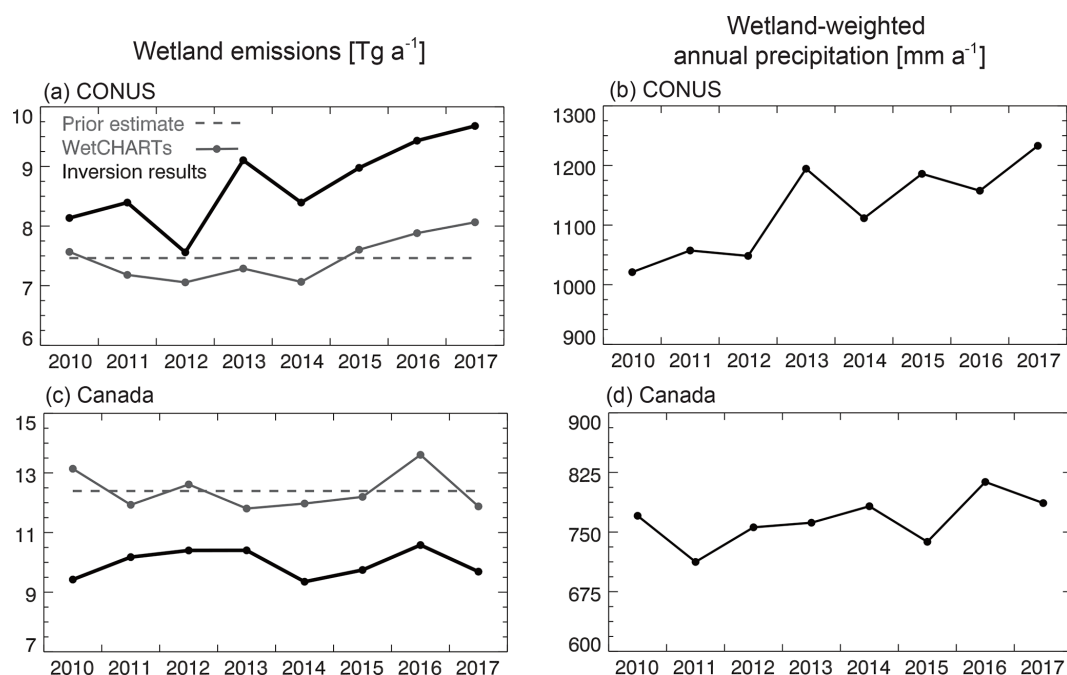 Wetland emissions [Tg a-1]
Wetland-weighted
annual precipitation [mm a-1]
(a) CONUS
10
9
8
7
6
Prior estimate
WetCHARTs
Inversion results
2010 2011 2012 2013 2014 2015 2016 2017
(b) CONUS
1300
1200
1100
1000
900
2010 2011 2012 2013 2014 2015 2016 2017
(c) Canada
15
13
11
9
7
2010 2011 2012 2013 2014 2015 2016 2017
(d) Canada
900
825
750
675
600
2010 2011 2012 2013 2014 2015 2016 2017